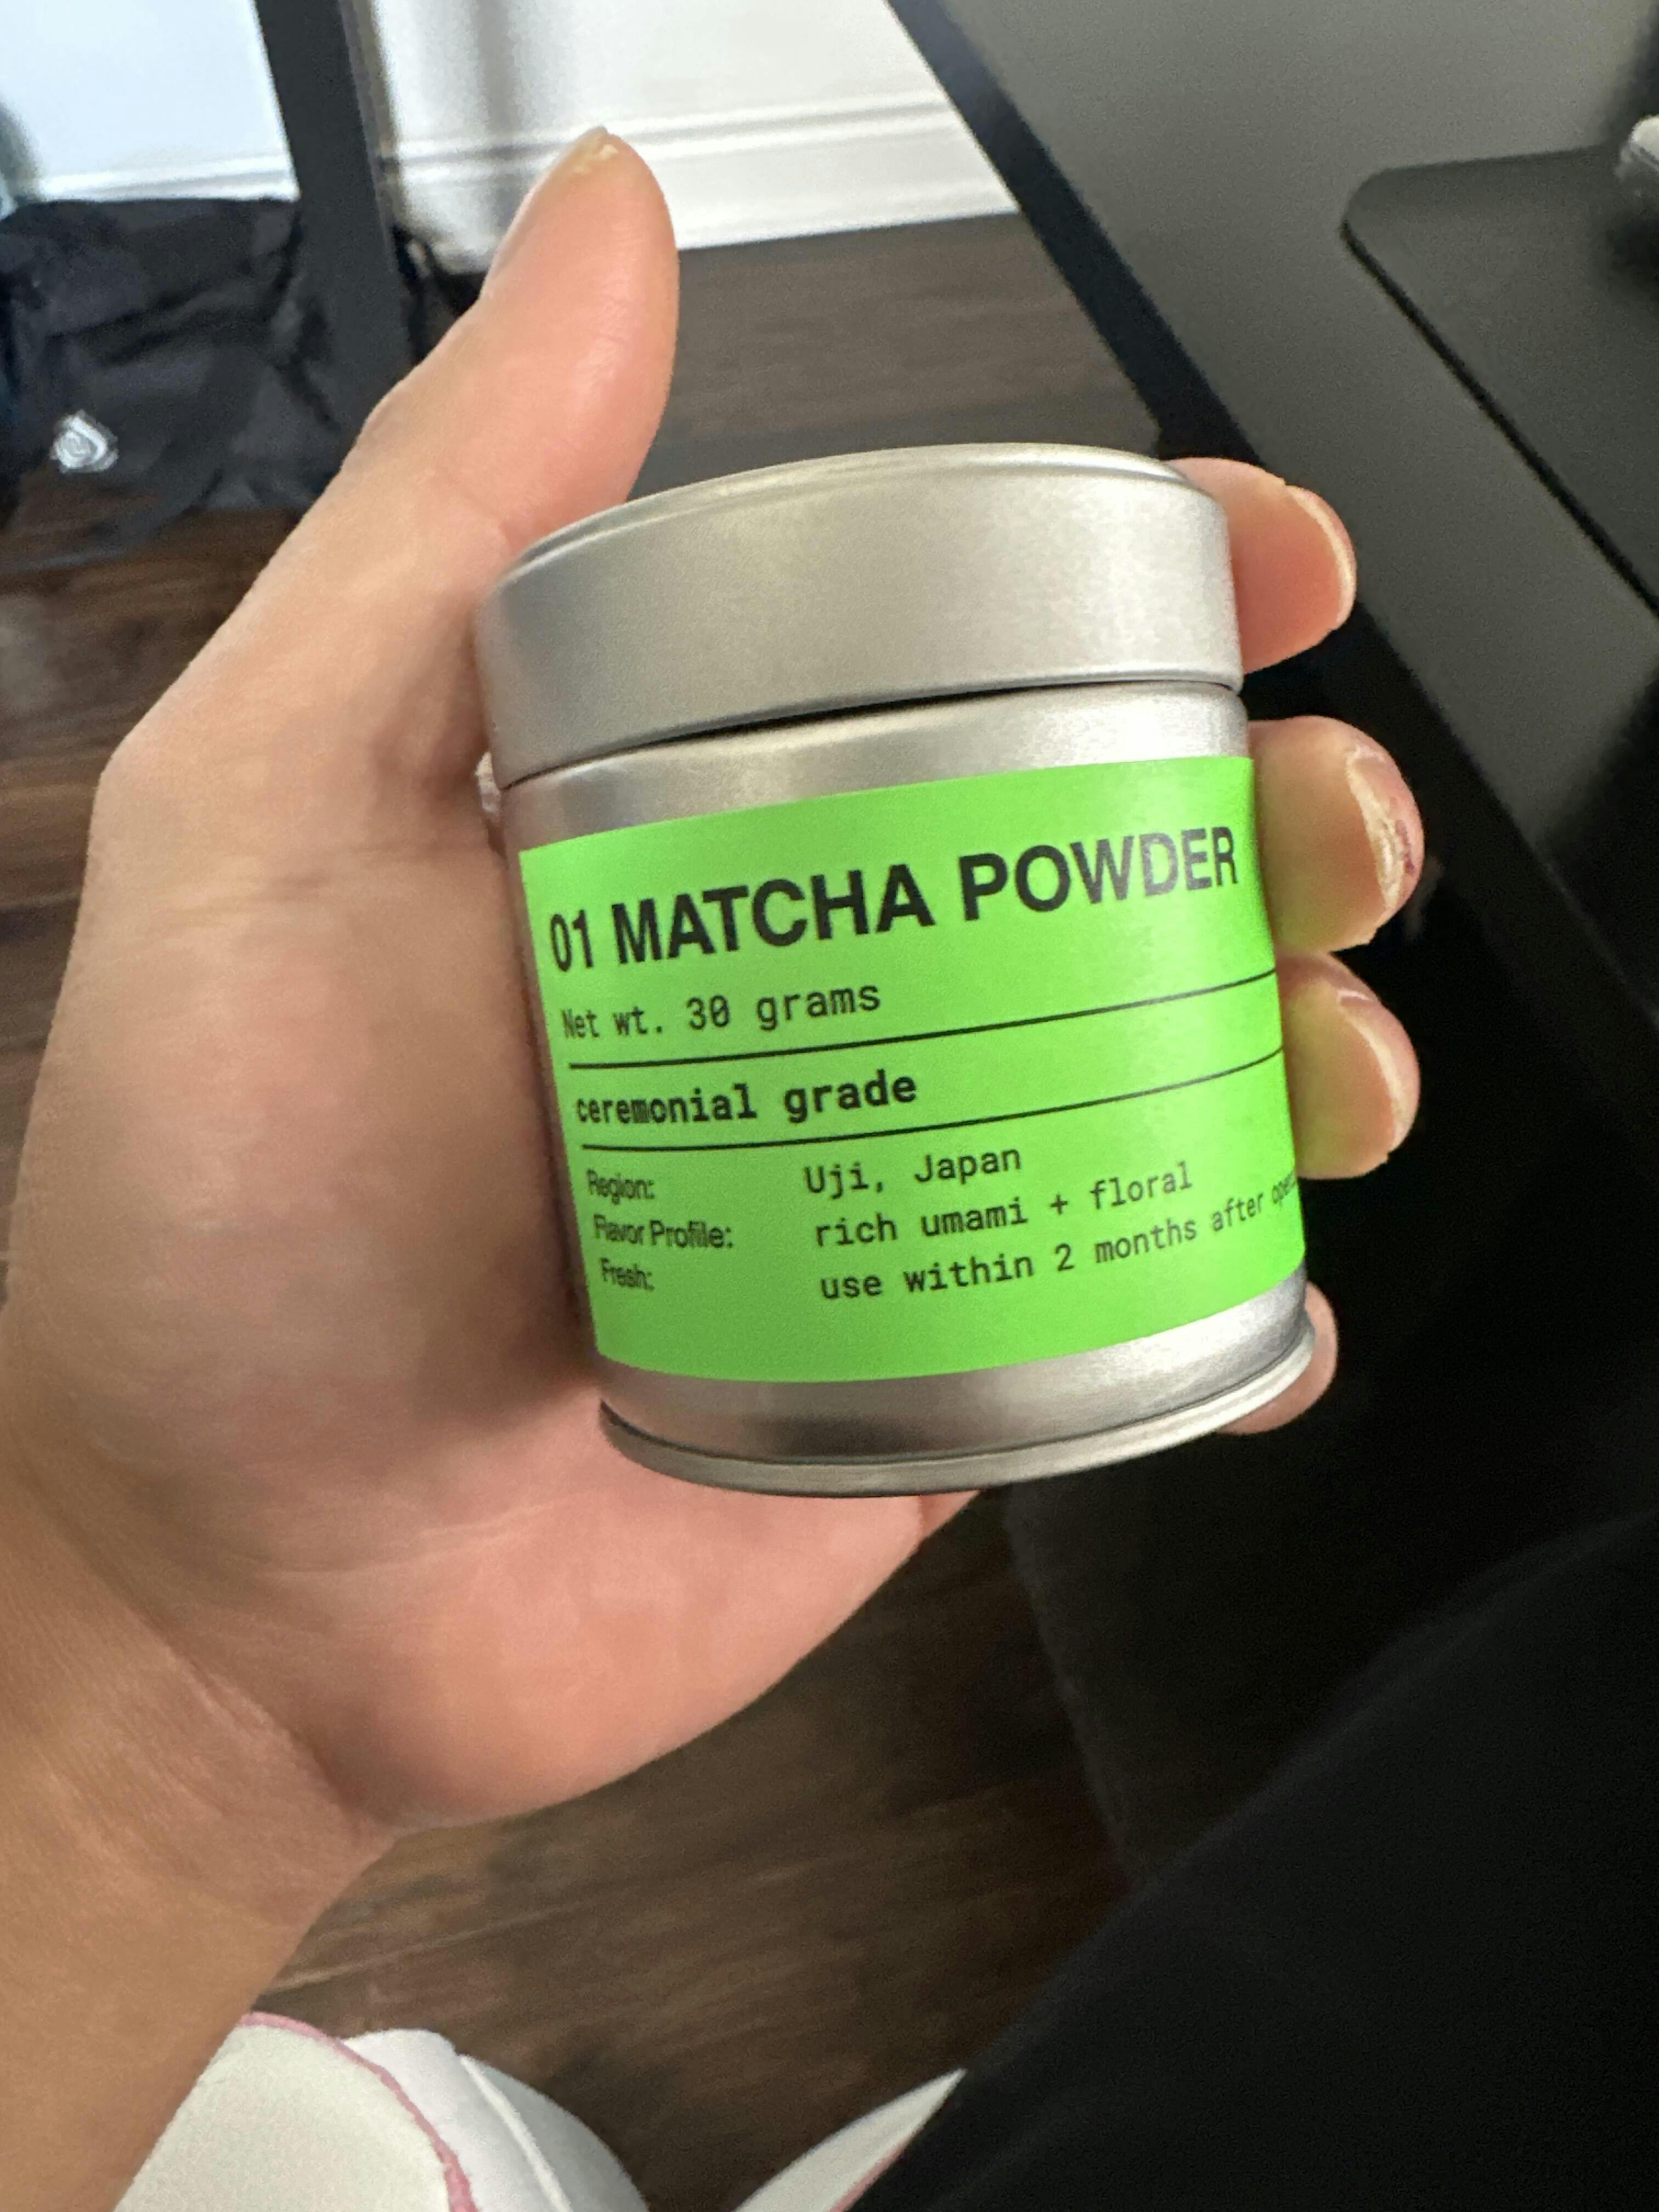 01 MATCHA POWDER
Net wt. 30 grams
ceremonial grade
Region: Uji, Japan
Flavor Profile: rich umami + floral
Fresh: use within 2 months after